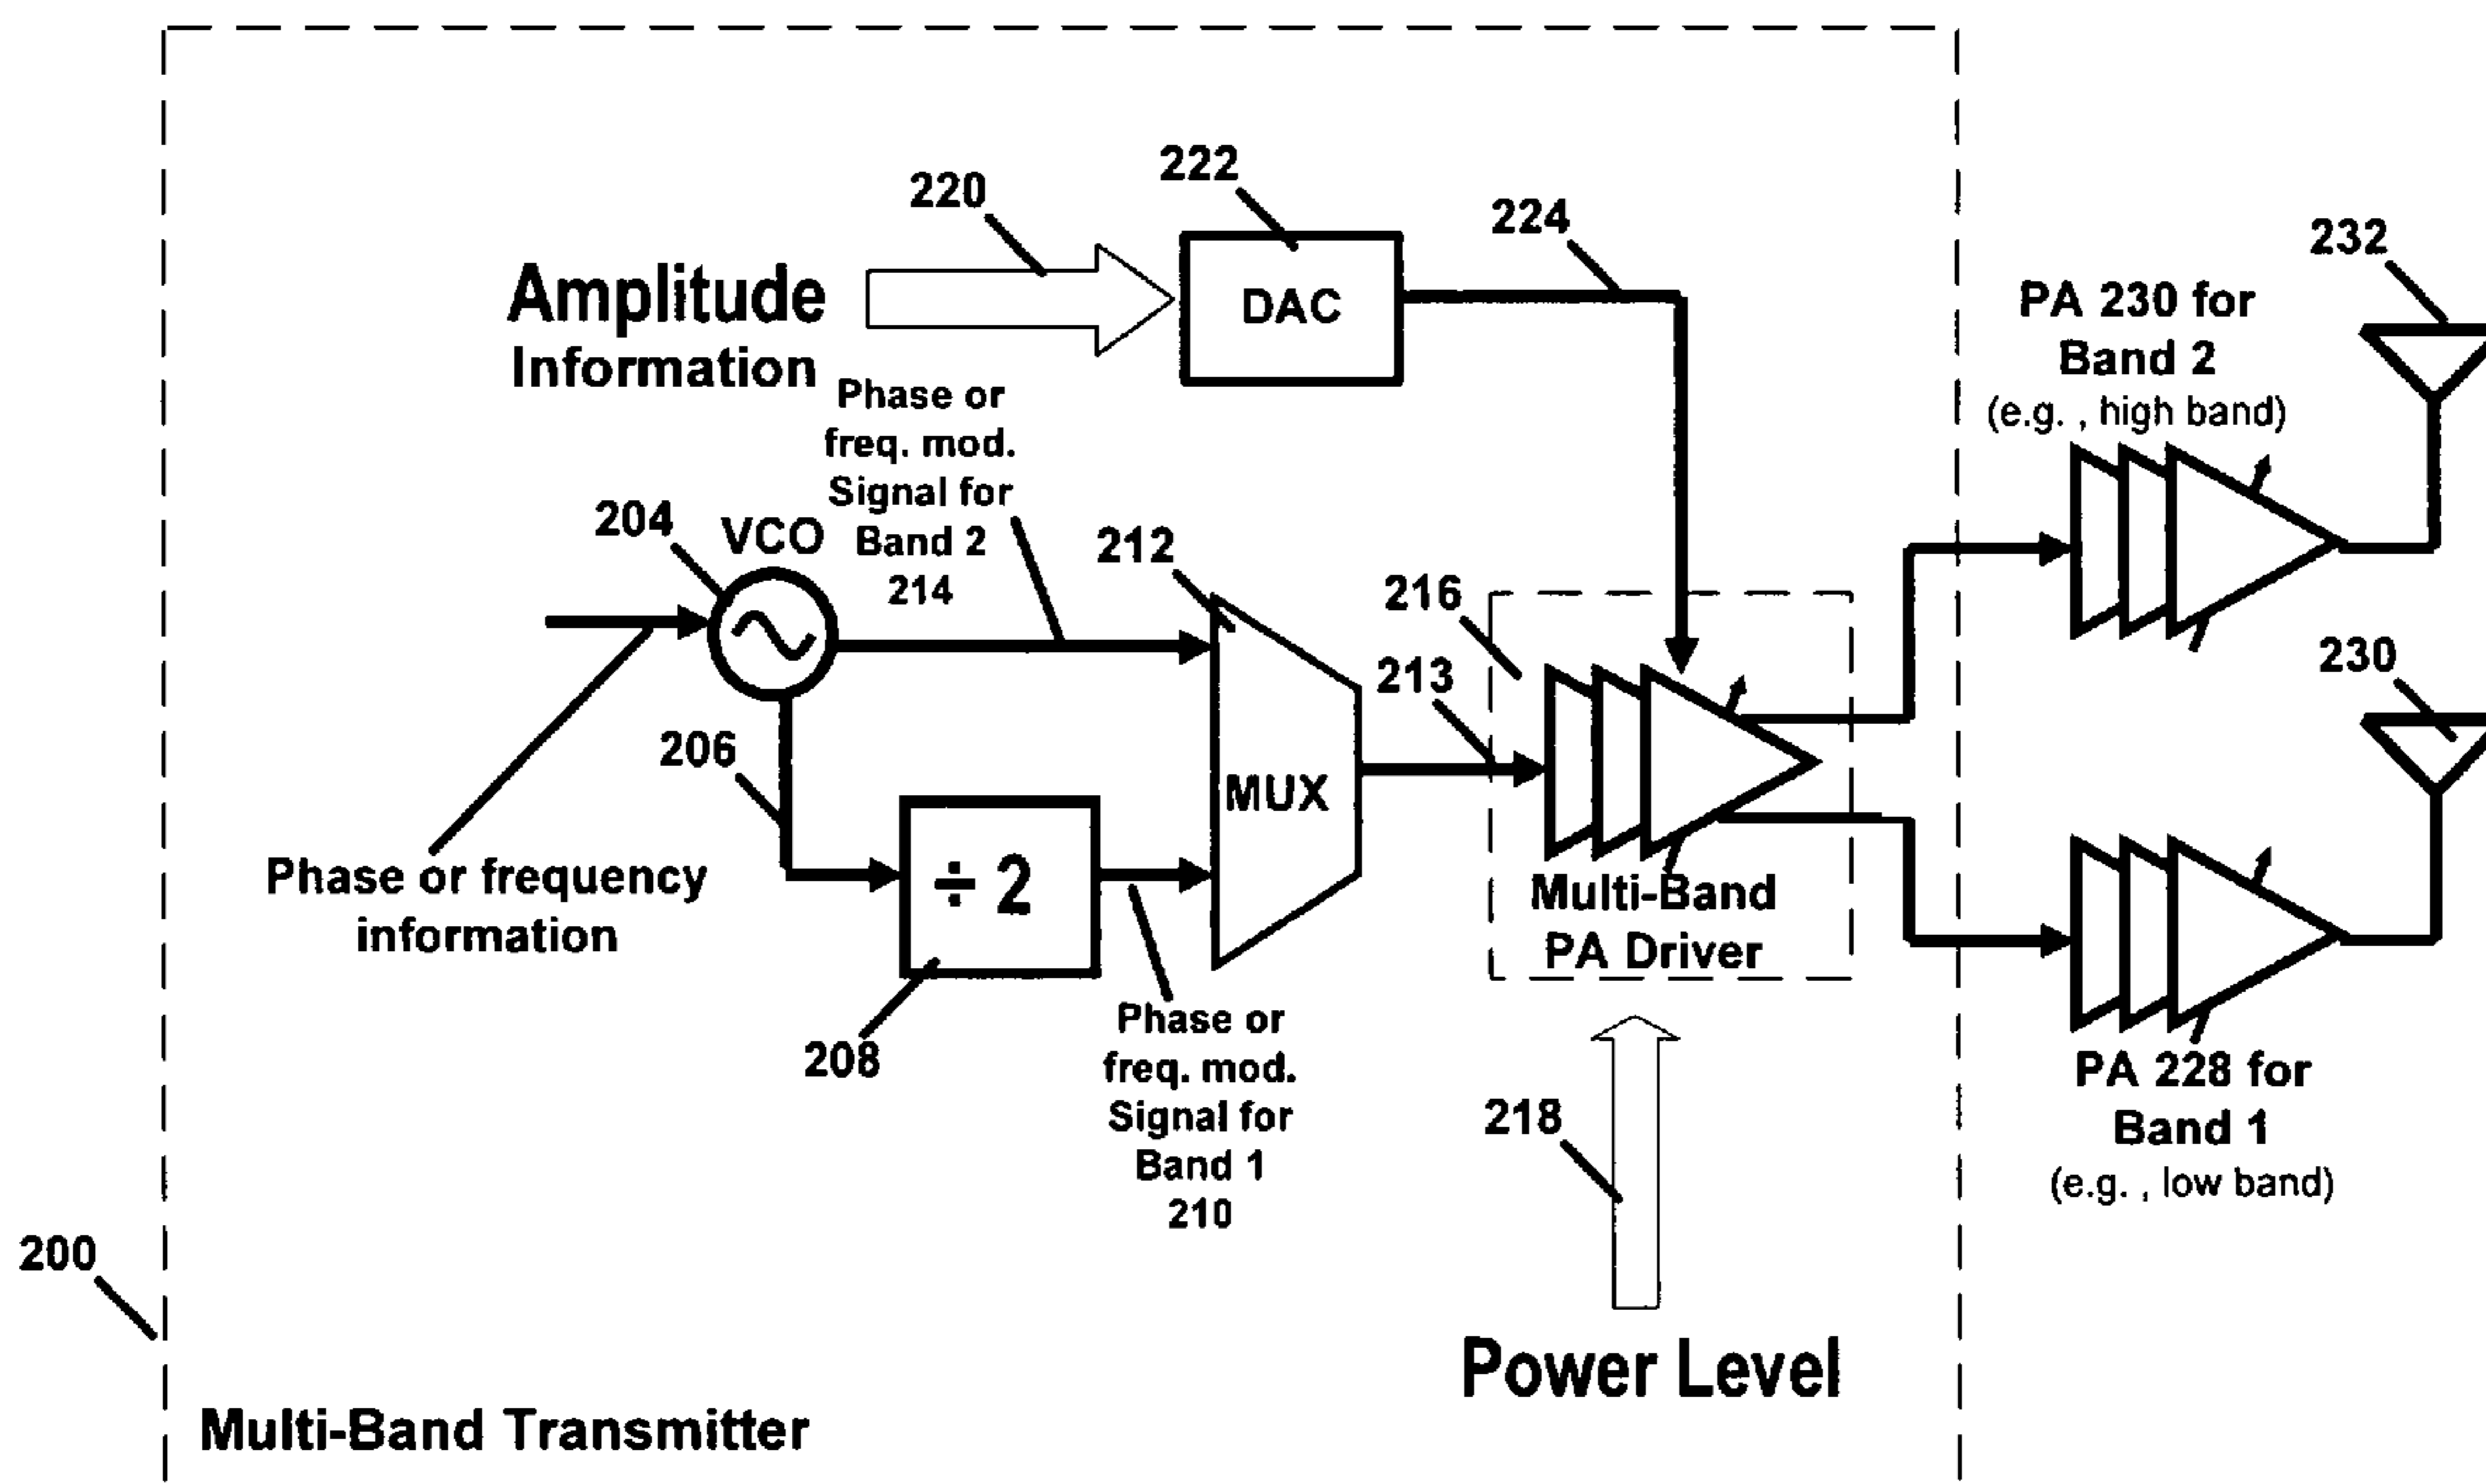 222
220
224
232
Amplitude
Information
DAC
PA 230 for
Band 2
(e.g. , high band)
Phase or
freq. mod.
Signal for
Band 2
214
204
VCO
212
216
213
230
206
MUX
÷ 2
Phase or frequency
information
Multi-Band
PA Driver
208
Phase or
freq. mod.
Signal for
Band 1
210
218
PA 228 for
Band 1
(e.g. , low band)
200
Power Level
Multi-Band Transmitter